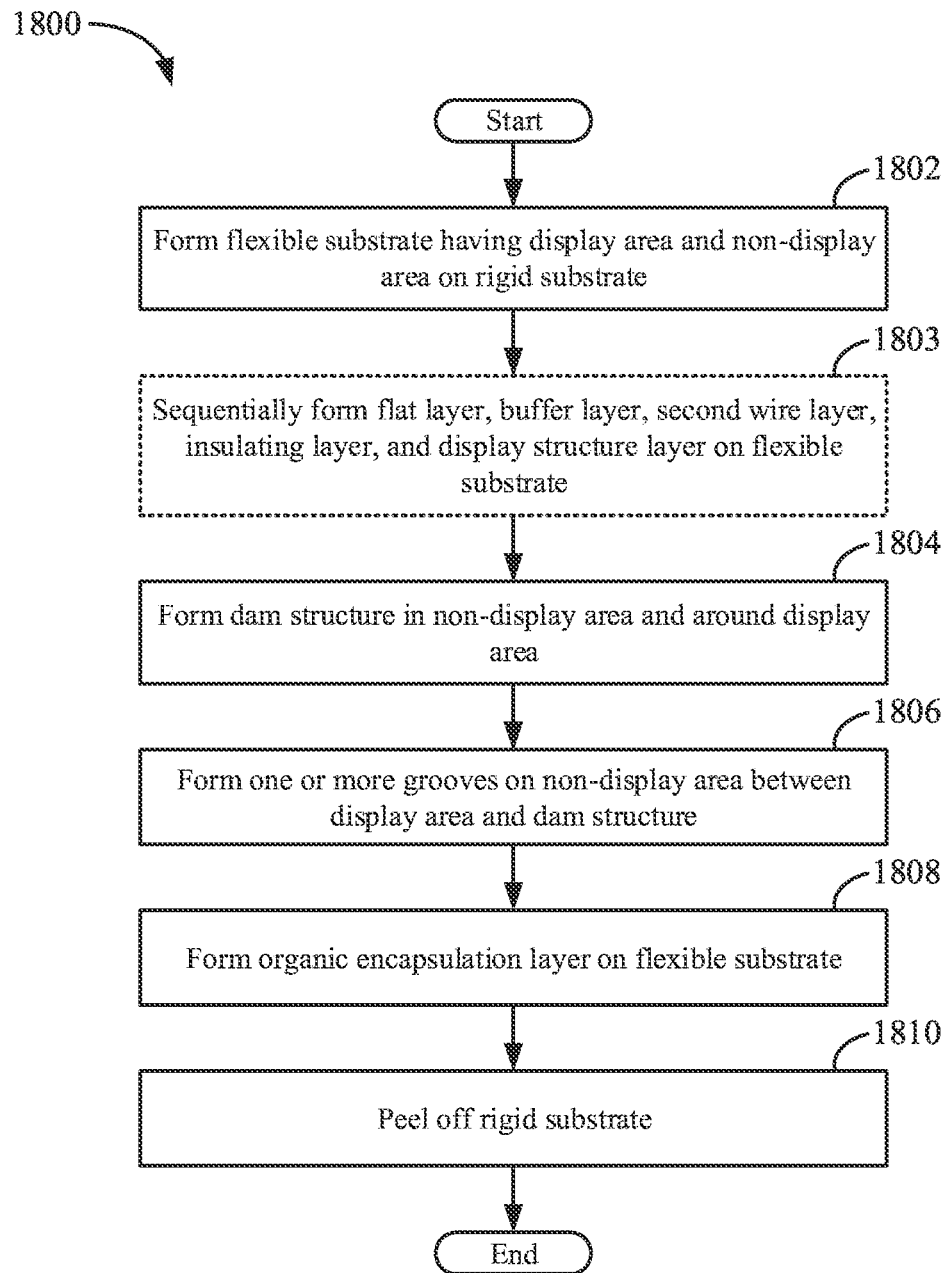 1800
Start
1802
Form flexible substrate having display area and non-display
area on rigid substrate
1803
Sequentially form flat layer, buffer layer, second wire layer,
insulating layer, and display structure layer on flexible
substrate
1804
Form dam structure in non-display area and around display
area
1806
Form one or more grooves on non-display area between
display area and dam structure
1808
Form organic encapsulation layer on flexible substrate
1810
Peel off rigid substrate
End